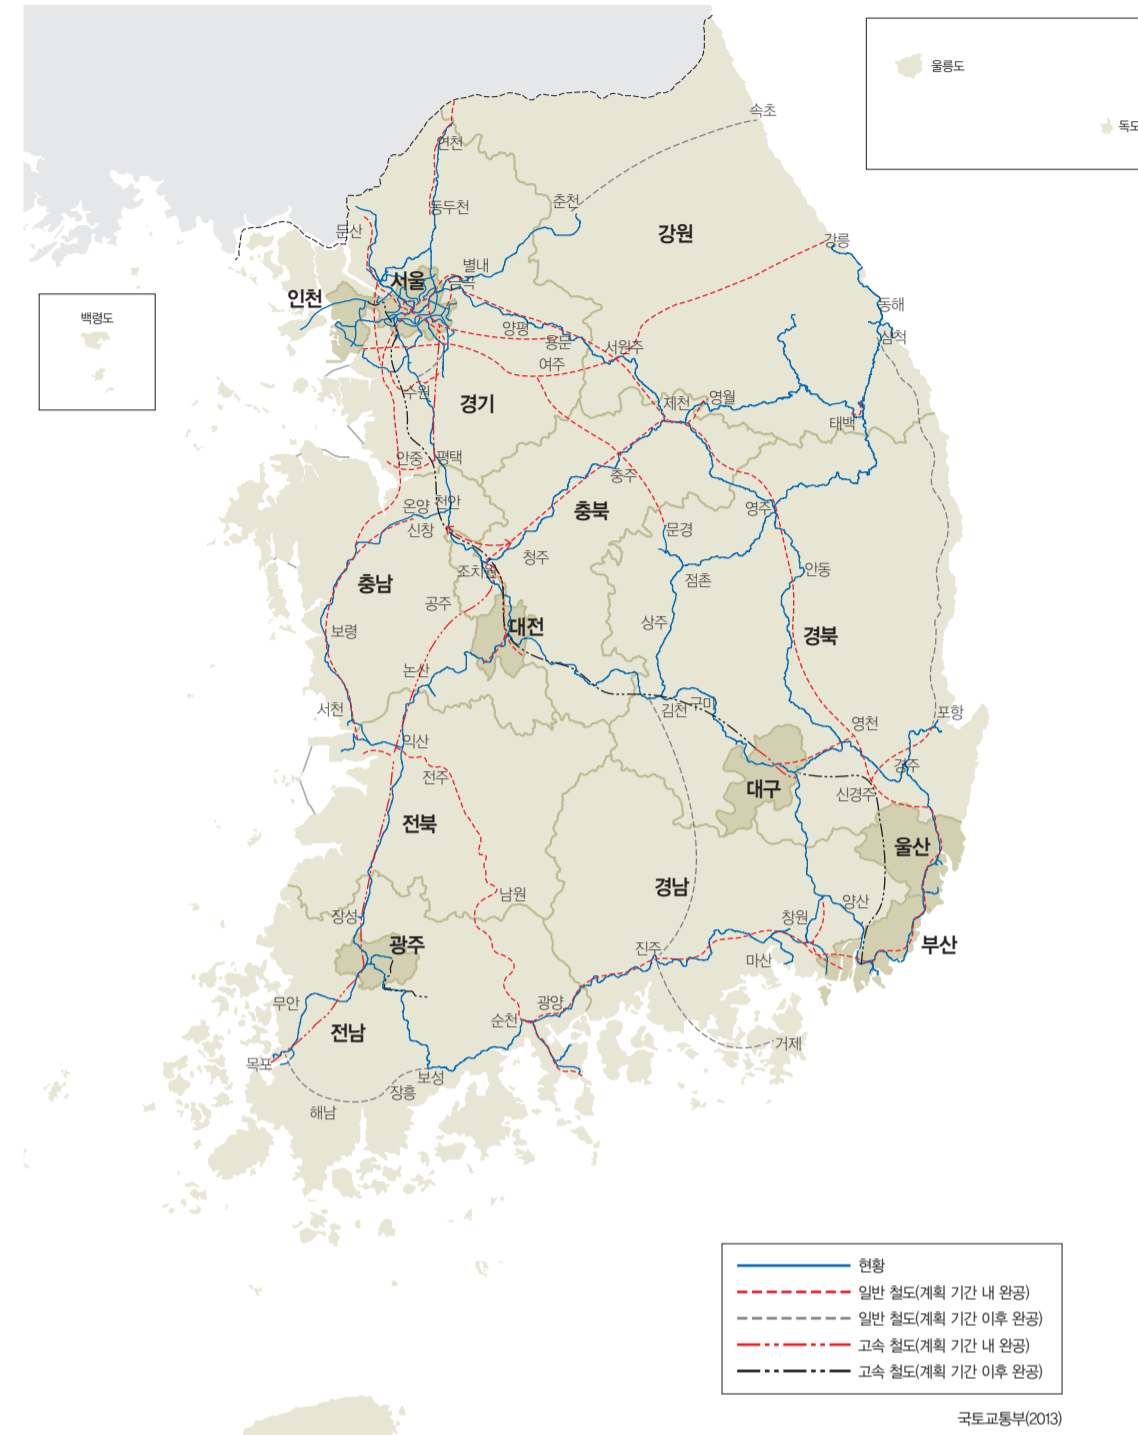 울릉도
독도
속초
연천
춘천
동두천
문산
강원
강릉
별내
서울
금곡
인천
동해
백령도
양평
삼척
용문
서원주
여주
수원
경기
제천
영월
태백
안중
평택
충주
온양
천안
충북
영주
신창
문경
청주
조치원
안동
충남
점촌
공주
상주
대전
보령
경북
논산
서천
김천
구미
포항
영천
익산
경주
전주
대구
신경주
전북
울산
경남
남원
양산
장성
창원
광주
부산
진주
마산
무안
광양
순천
전남
거제
목포
보성
장흥
해남
현황
일반 철도(계획 기간 내 완공)
일반 철도(계획 기간 이후 완공)
고속 철도(계획 기간 내 완공)
고속 철도(계획 기간 이후 완공)
국토교통부(2013)